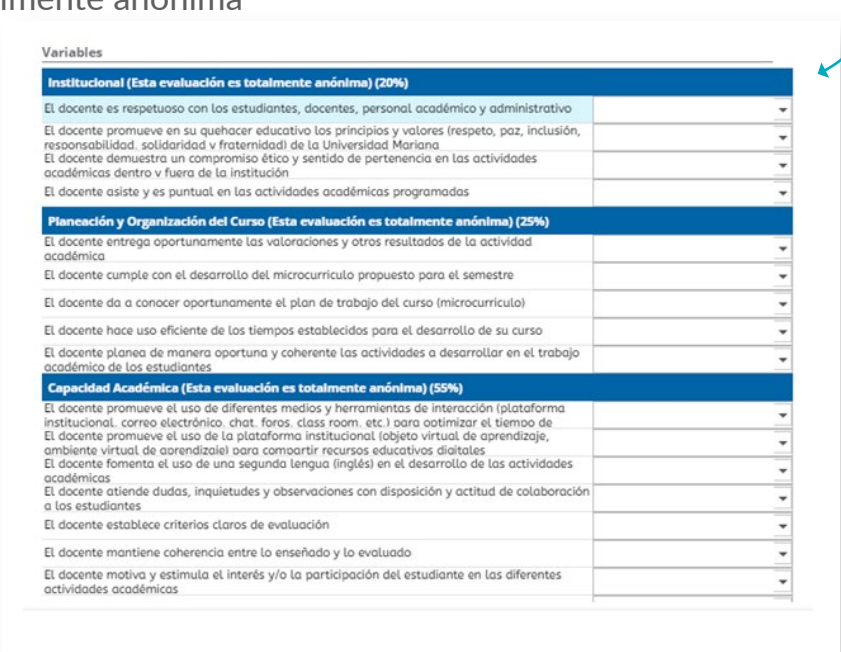 lmente anónima
Variables
Institucional (Esta evaluación es totalmente anónima) (20%)
El docente es respetuoso con los estudiantes, docentes, personal académico y administrativo
El docente promueve en su quehacer educativo los principios y valores (respeto, paz, inclusión,
responsabilidad, solidaridad y fraternidad) de la Universidad Mariana
El docente demuestra un compromiso ético y sentido de pertenencia en las actividades
académicas dentro y fuera de la institución
El docente asiste y es puntual en las actividades académicas programadas
Planeación y Organización del Curso (Esta evaluación es totalmente anónima) (25%)
El docente entrega oportunamente las valoraciones y otros resultados de la actividad
académica
El docente cumple con el desarrollo del microcurriculo propuesto para el semestre
El docente da a conocer oportunamente el plan de trabajo del curso (microcurriculo)
El docente hace uso eficiente de los tiempos establecidos para el desarrollo de su curso
El docente planea de manera oportuna y coherente las actividades a desarrollar en el trabajo
académico de los estudiantes
Capacidad Académica (Esta evaluación es totalmente anónima) (55%)
El docente promueve el uso de diferentes medios y herramientas de interacción (plataforma
institucional, correo electrónico, chat, foros, class room, etc.) para optimizar el tiempo de
El docente promueve el uso de la plataforma institucional (objeto virtual de aprendizaje,
ambiente virtual de aprendizaje) para compartir recursos educativos digitales
El docente fomenta el uso de una segunda lengua (inglés) en el desarrollo de las actividades
académicas
El docente atiende dudas, inquietudes y observaciones con disposición y actitud de colaboración
a los estudiantes
El docente establece criterios claros de evaluación
El docente mantiene coherencia entre lo enseñado y lo evaluado
El docente motiva y estimula el interés y/o la participación del estudiante en las diferentes
actividades académicas